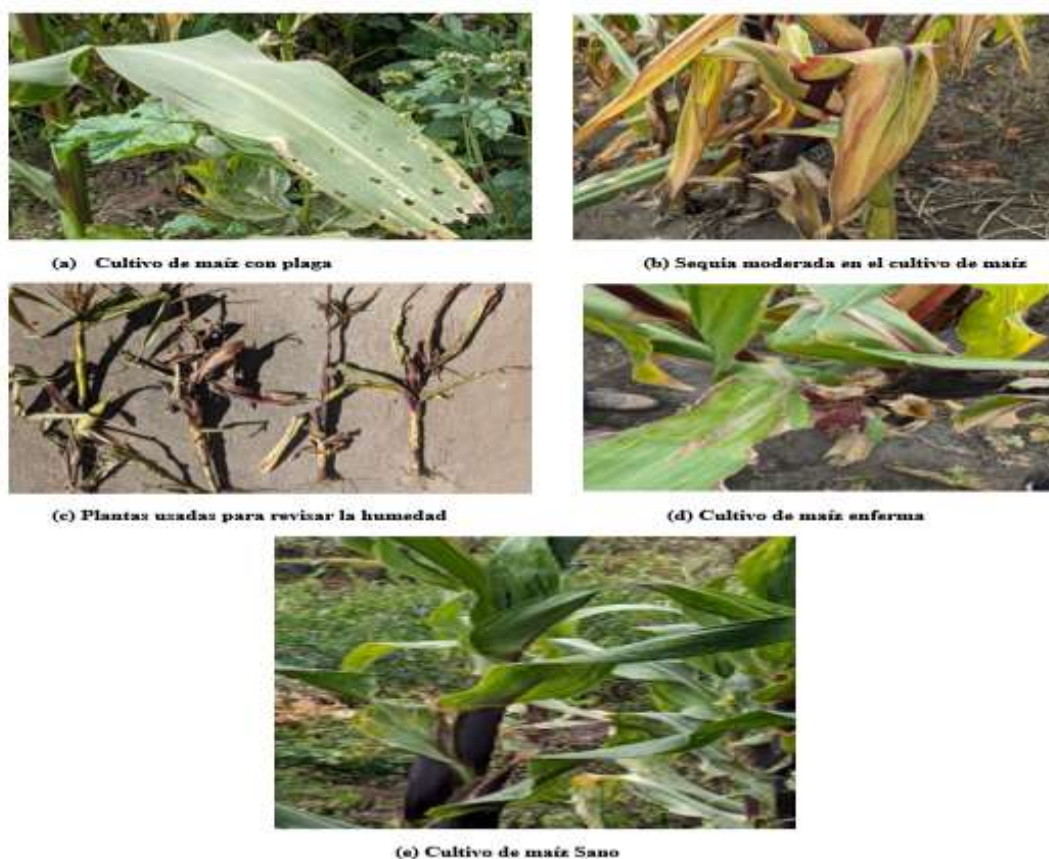 (a) Cultivo de maíz con plaga
(b) Sequia moderada en el cultivo de maíz
(c) Plantas usadas para revisar la humedad
(d) Cultivo de maíz enferma
(e) Cultivo de maíz Sano